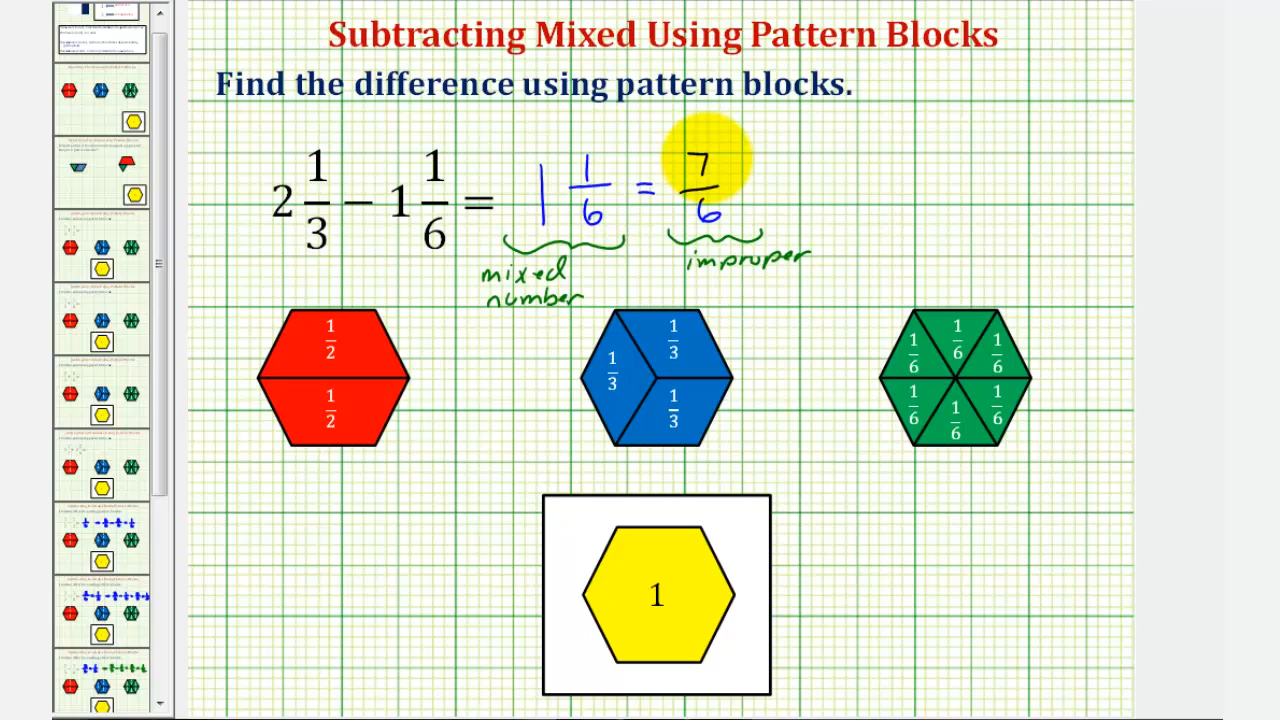 Subtracting Mixed Using Pattern Blocks
Find the difference using pattern blocks.
2 1/3 − 1 1/6 = 1 1/6 = 7/6
mixed number
improper
1/2
1/2
1/3
1/3
1/3
1/6
1/6
1/6
1/6
1/6
1/6
1